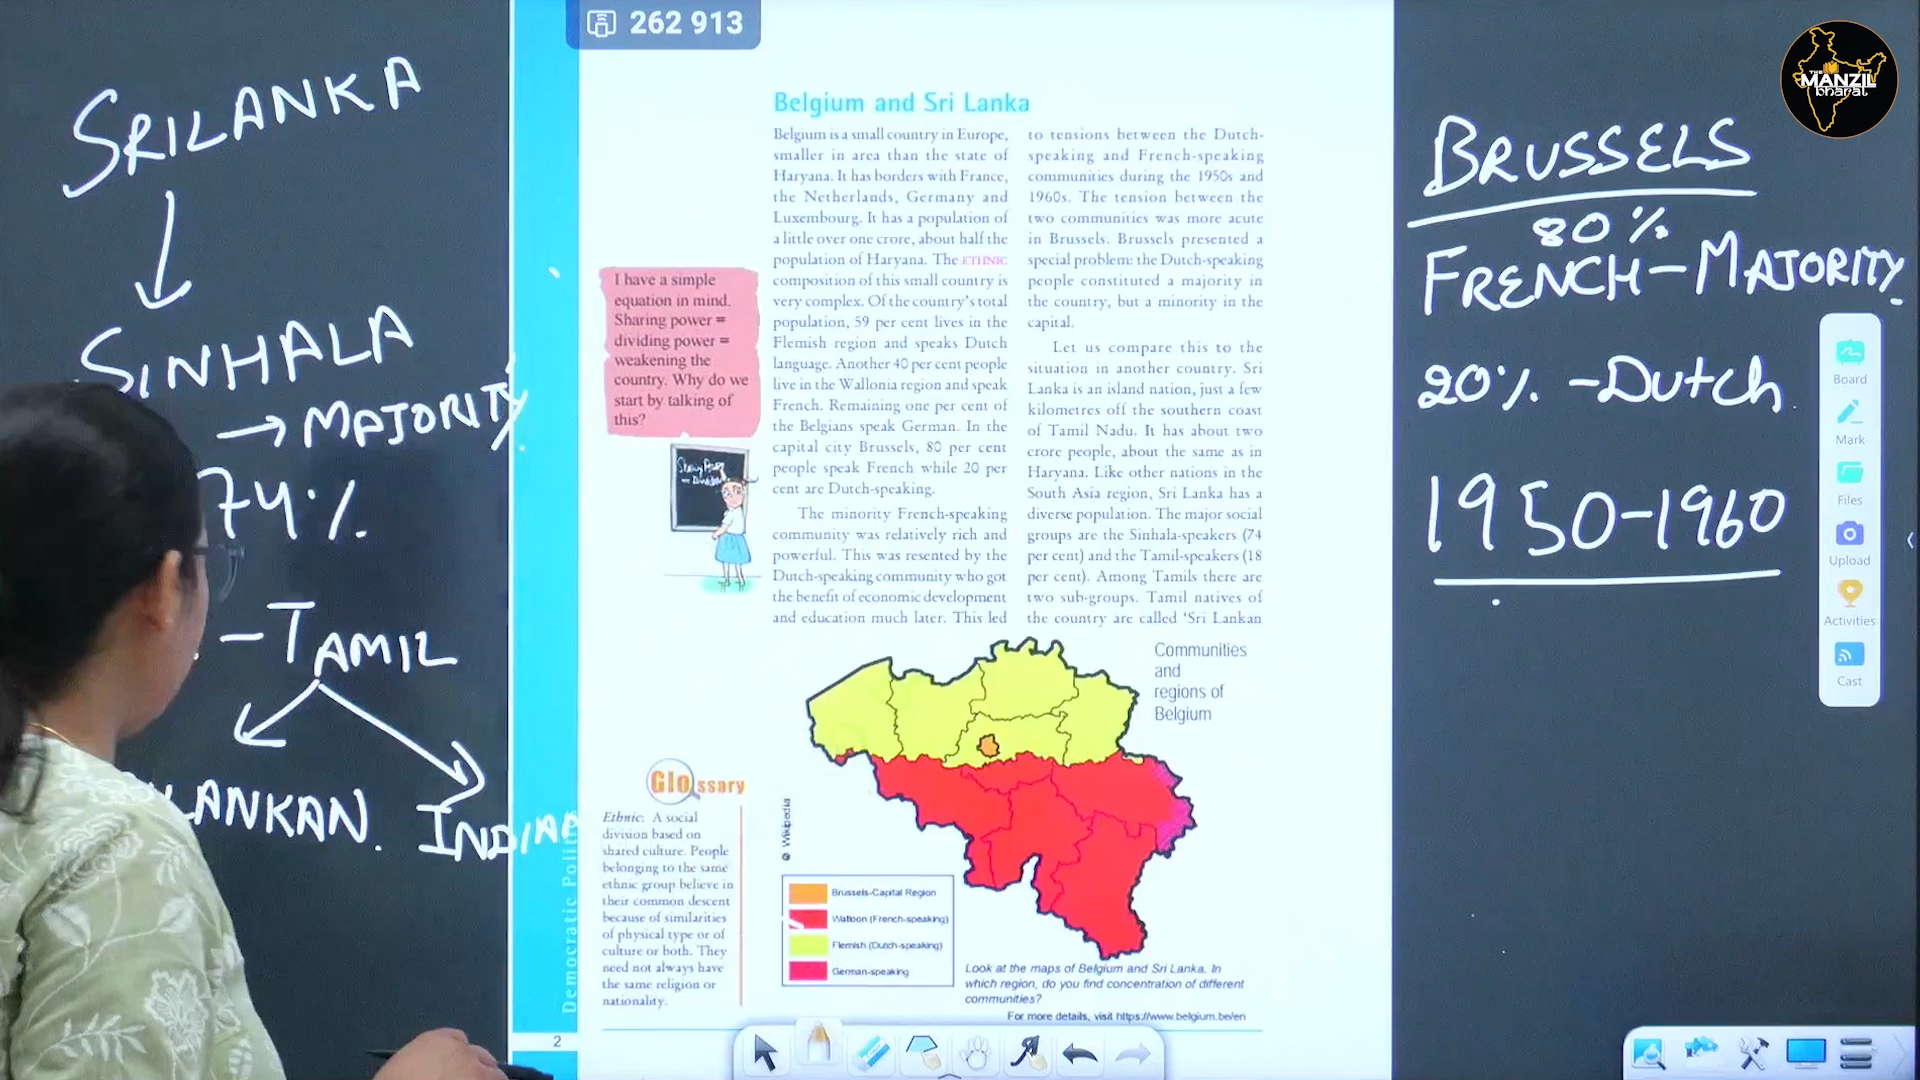 SRILANKA
SINHALA
→ MAJORITY
74%
- TAMIL
LANKAN. INDIAN
262 913
Belgium and Sri Lanka
Belgium is a small country in Europe,
smaller in area than the state of
Haryana. It has borders with France,
the Netherlands, Germany and
Luxembourg. It has a population of
a little over one crore, about half the
population of Haryana. The ETHNIC
composition of this small country is
very complex. Of the country's total
population, 59 per cent lives in the
Flemish region and speaks Dutch
language. Another 40 per cent people
live in the Wallonia region and speak
French. Remaining one per cent of
the Belgians speak German. In the
capital city Brussels, 80 per cent
people speak French while 20 per
cent are Dutch-speaking.
The minority French-speaking
community was relatively rich and
powerful. This was resented by the
Dutch-speaking community who got
the benefit of economic development
and education much later. This led
to tensions between the Dutch-
speaking and French-speaking
communities during the 1950s and
1960s. The tension between the
two communities was more acute
in Brussels. Brussels presented a
special problem: the Dutch-speaking
people constituted a majority in
the country, but a minority in the
capital.
Let us compare this to the
situation in another country. Sri
Lanka is an island nation, just a few
kilometres off the southern coast
of Tamil Nadu. It has about two
crore people, about the same as in
Haryana. Like other nations in the
South Asia region, Sri Lanka has a
diverse population. The major social
groups are the Sinhala-speakers (74
per cent) and the Tamil-speakers (18
per cent). Among Tamils there are
two sub-groups. Tamil natives of
the country are called 'Sri Lankan
I have a simple
equation in mind.
Sharing power =
dividing power =
weakening the
country. Why do we
start by talking of
this?
Glossary
Ethnic: A social
division based on
shared culture. People
belonging to the same
ethnic group believe in
their common descent
because of similarities
of physical type or of
culture or both. They
need not always have
the same religion or
nationality.
Democratic Politics
2
Communities
and
regions of
Belgium
© Wikipedia
Brussels-Capital Region
Walloon (French-speaking)
Flemish (Dutch-speaking)
German-speaking
Look at the maps of Belgium and Sri Lanka. In
which region, do you find concentration of different
communities?
For more details, visit https://www.belgium.be/en
BRUSSELS
80%
FRENCH - MAJORITY
20% - Dutch
1950-1960
THE
MANZIL
bharat
Board
Mark
Files
Upload
Activities
Cast